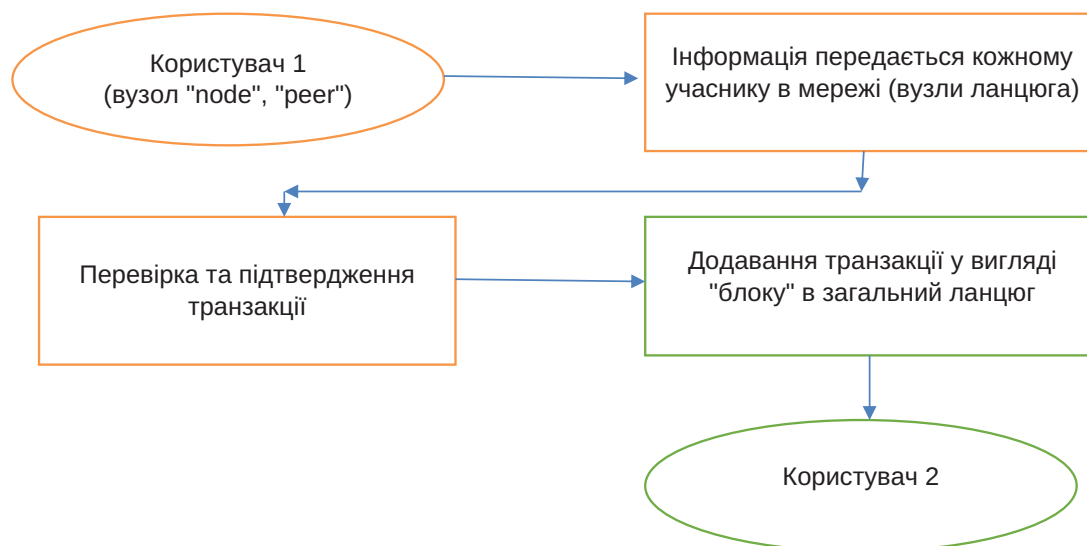 Користувач 1
(вузол "node", "peer")
Інформація передається кожному
учаснику в мережі (вузли ланцюга)
Перевірка та підтвердження
транзакції
Додавання транзакції у вигляді
"блоку" в загальний ланцюг
Користувач 2